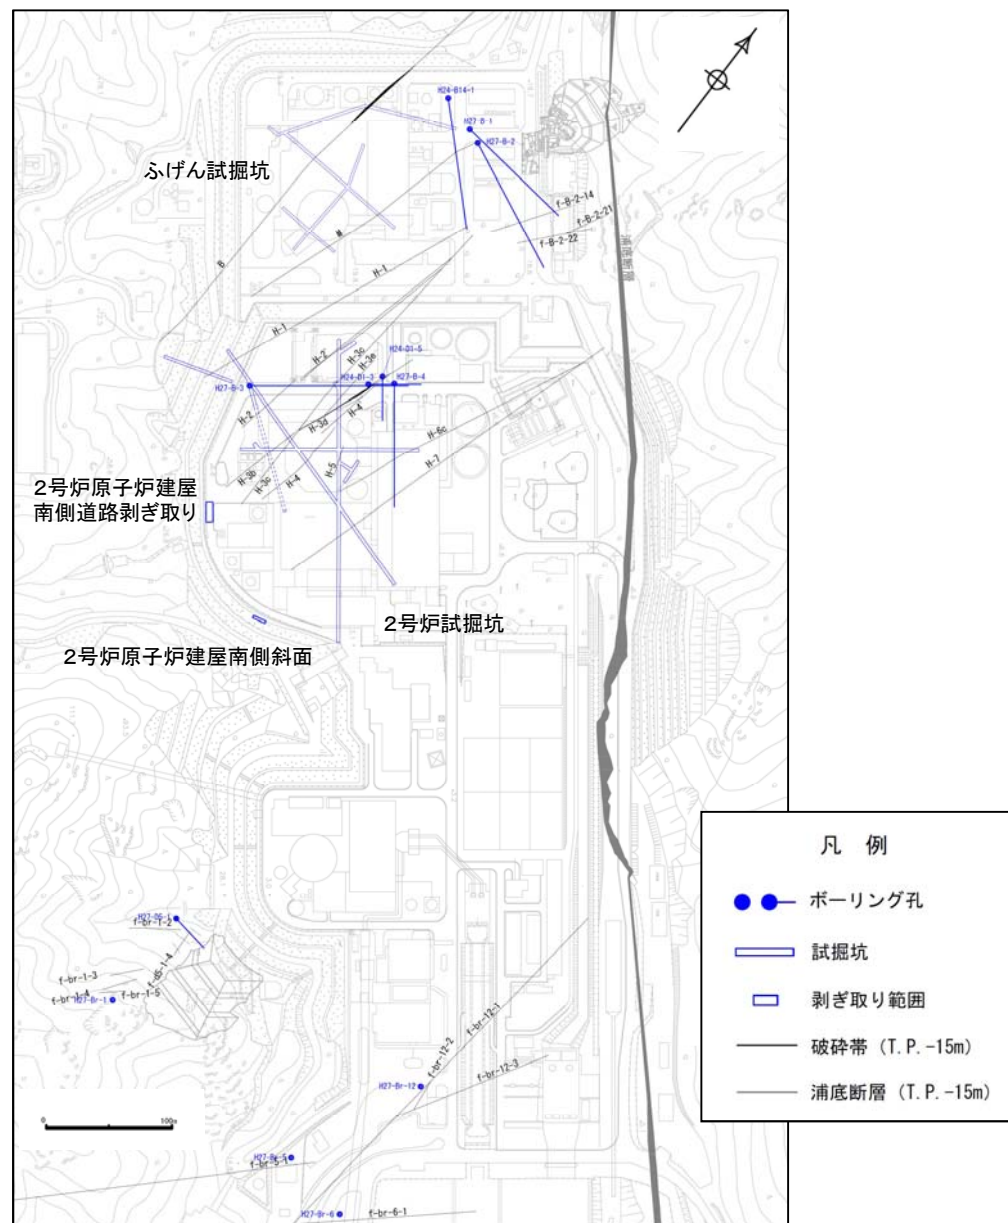 H24-B14-1
H27-B-1
H27-B-2
ふげん試掘坑
f-B-2-14
f-B-2-21
f-B-2-22
浦底断層
M
B
H-1
H-1
H-2
H-3c
H-3e
H24-D1-5
H24-D1-3
H27-B-4
H27-B-3
H-2
H-3d
H-4
H-6c
H-7
H-5
H-3b
H-3c
H-4
2号炉原子炉建屋
南側道路剥ぎ取り
2号炉試掘坑
2号炉原子炉建屋南側斜面
凡 例
ボーリング孔
試掘坑
剥ぎ取り範囲
破砕帯 (T.P.-15m)
浦底断層 (T.P.-15m)
f-br-1-2
f-br-1-3
f-br-1-4
f-br-1-5
H27-Br-1
f-br-12-1
f-br-12-2
f-br-12-3
H27-Br-12
0
100m
H27-Br-5
f-br-5-1
H27-Br-6
f-br-6-1